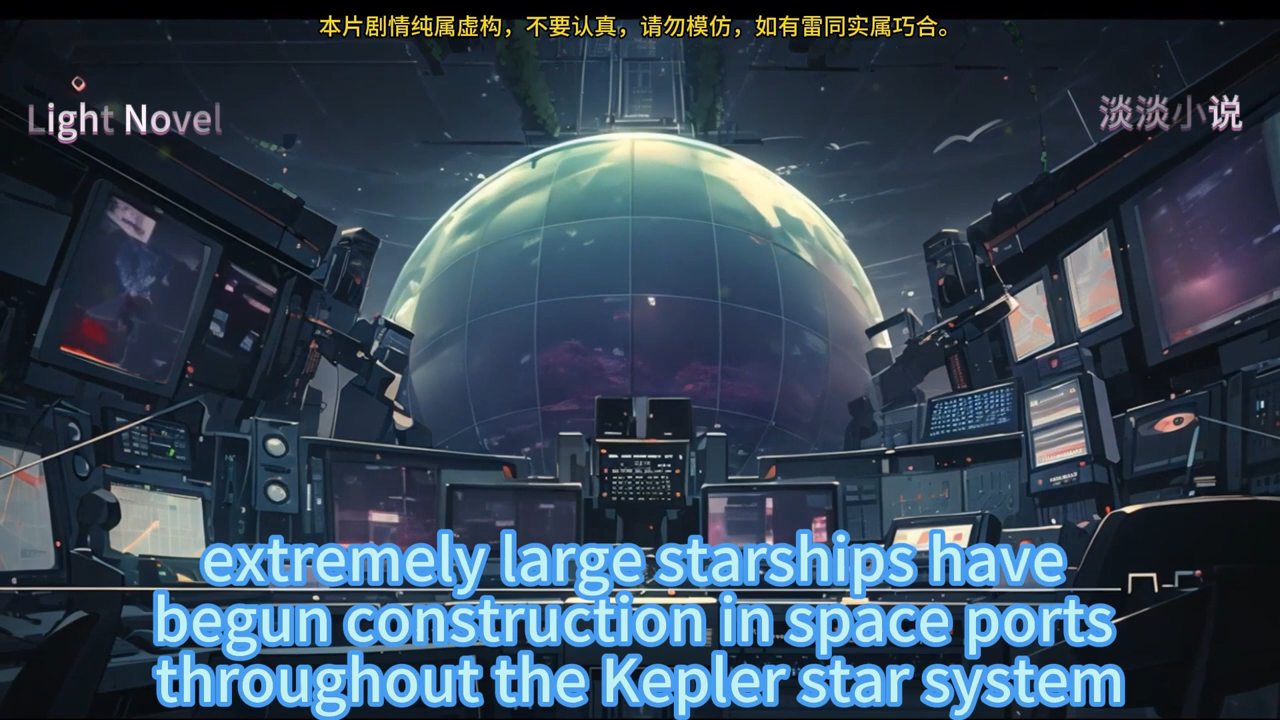 本片剧情纯属虚构，不要认真，请勿模仿，如有雷同实属巧合。
Light Novel
淡淡小说
extremely large starships have
begun construction in space ports
throughout the Kepler star system